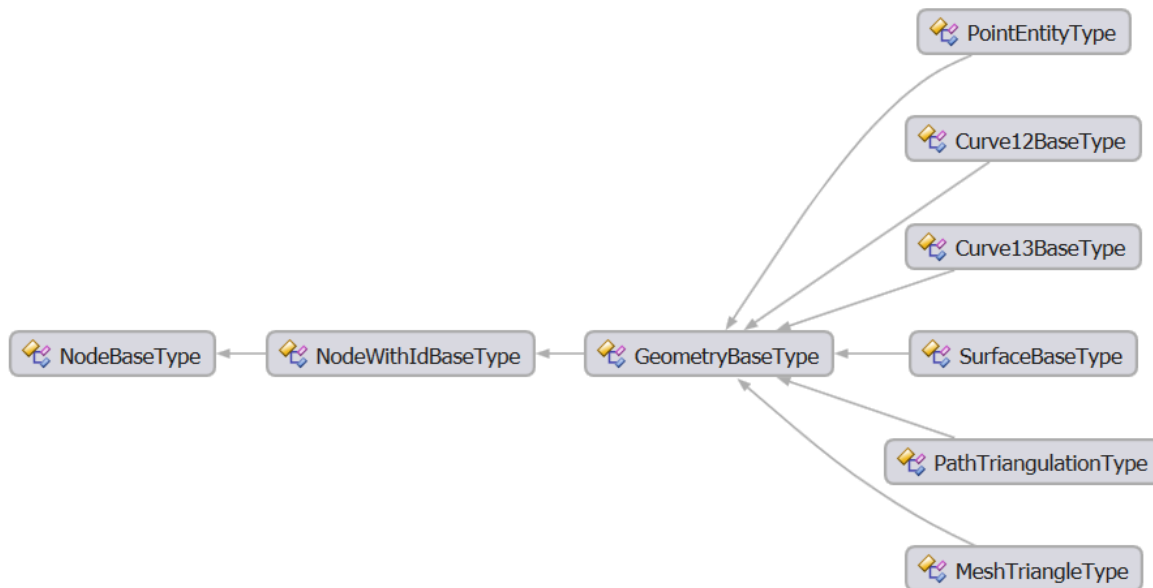 PointEntityType
Curve12BaseType
Curve13BaseType
NodeBaseType
NodeWithIdBaseType
GeometryBaseType
SurfaceBaseType
PathTriangulationType
MeshTriangleType